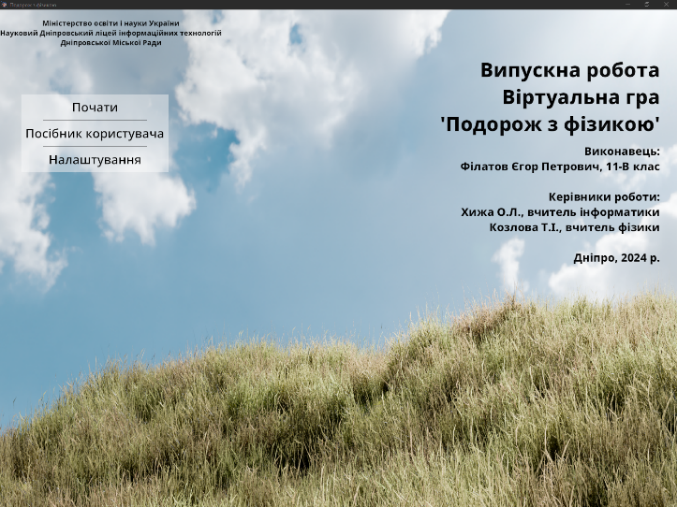 Подорож з фізикою
Міністерство освіти і науки України
Науковий Дніпровський ліцей інформаційних технологій
Дніпровської Міської Ради
Почати
Посібник користувача
Налаштування
Випускна робота
Віртуальна гра
'Подорож з фізикою'
Виконавець:
Філатов Єгор Петрович, 11-В клас
Керівники роботи:
Хижа О.Л., вчитель інформатики
Козлова Т.І., вчитель фізики
Дніпро, 2024 р.